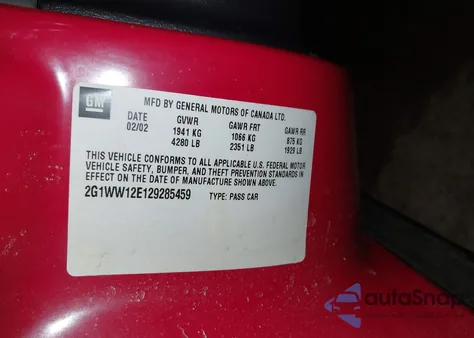 GM
MFD BY GENERAL MOTORS OF CANADA LTD.
DATE GVWR GAWR FRT GAWR RR
02/02 1941 KG 1066 KG 875 KG
4280 LB 2351 LB 1929 LB
THIS VEHICLE CONFORMS TO ALL APPLICABLE U.S. FEDERAL MOTOR
VEHICLE SAFETY, BUMPER, AND THEFT PREVENTION STANDARDS IN
EFFECT ON THE DATE OF MANUFACTURE SHOWN ABOVE.
2G1WW12E129285459 TYPE: PASS CAR
autoSnap